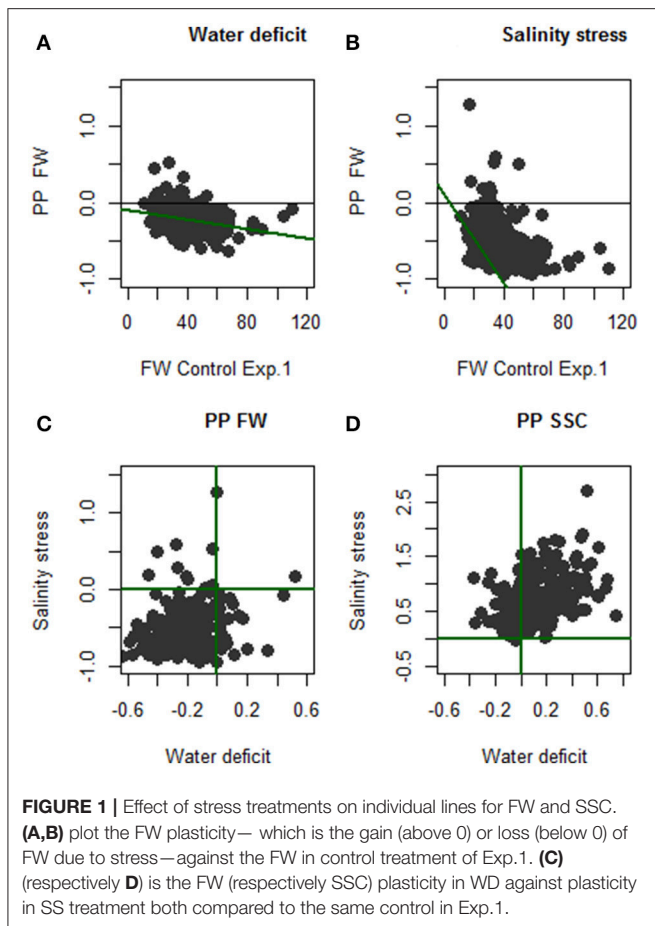 A
Water deficit
PP FW
1.0
0.0
-1.0
0 40 80 120
FW Control Exp.1
B
Salinity stress
PP FW
1.0
0.0
-1.0
0 40 80 120
FW Control Exp.1
C
PP FW
Salinity stress
1.0
0.0
-1.0
-0.6 -0.2 0.2 0.6
Water deficit
D
PP SSC
Salinity stress
2.5
1.5
0.5
-0.5
-0.6 -0.2 0.2 0.6
Water deficit
FIGURE 1 | Effect of stress treatments on individual lines for FW and SSC.
(A,B) plot the FW plasticity— which is the gain (above 0) or loss (below 0) of
FW due to stress—against the FW in control treatment of Exp.1. (C)
(respectively D) is the FW (respectively SSC) plasticity in WD against plasticity
in SS treatment both compared to the same control in Exp.1.